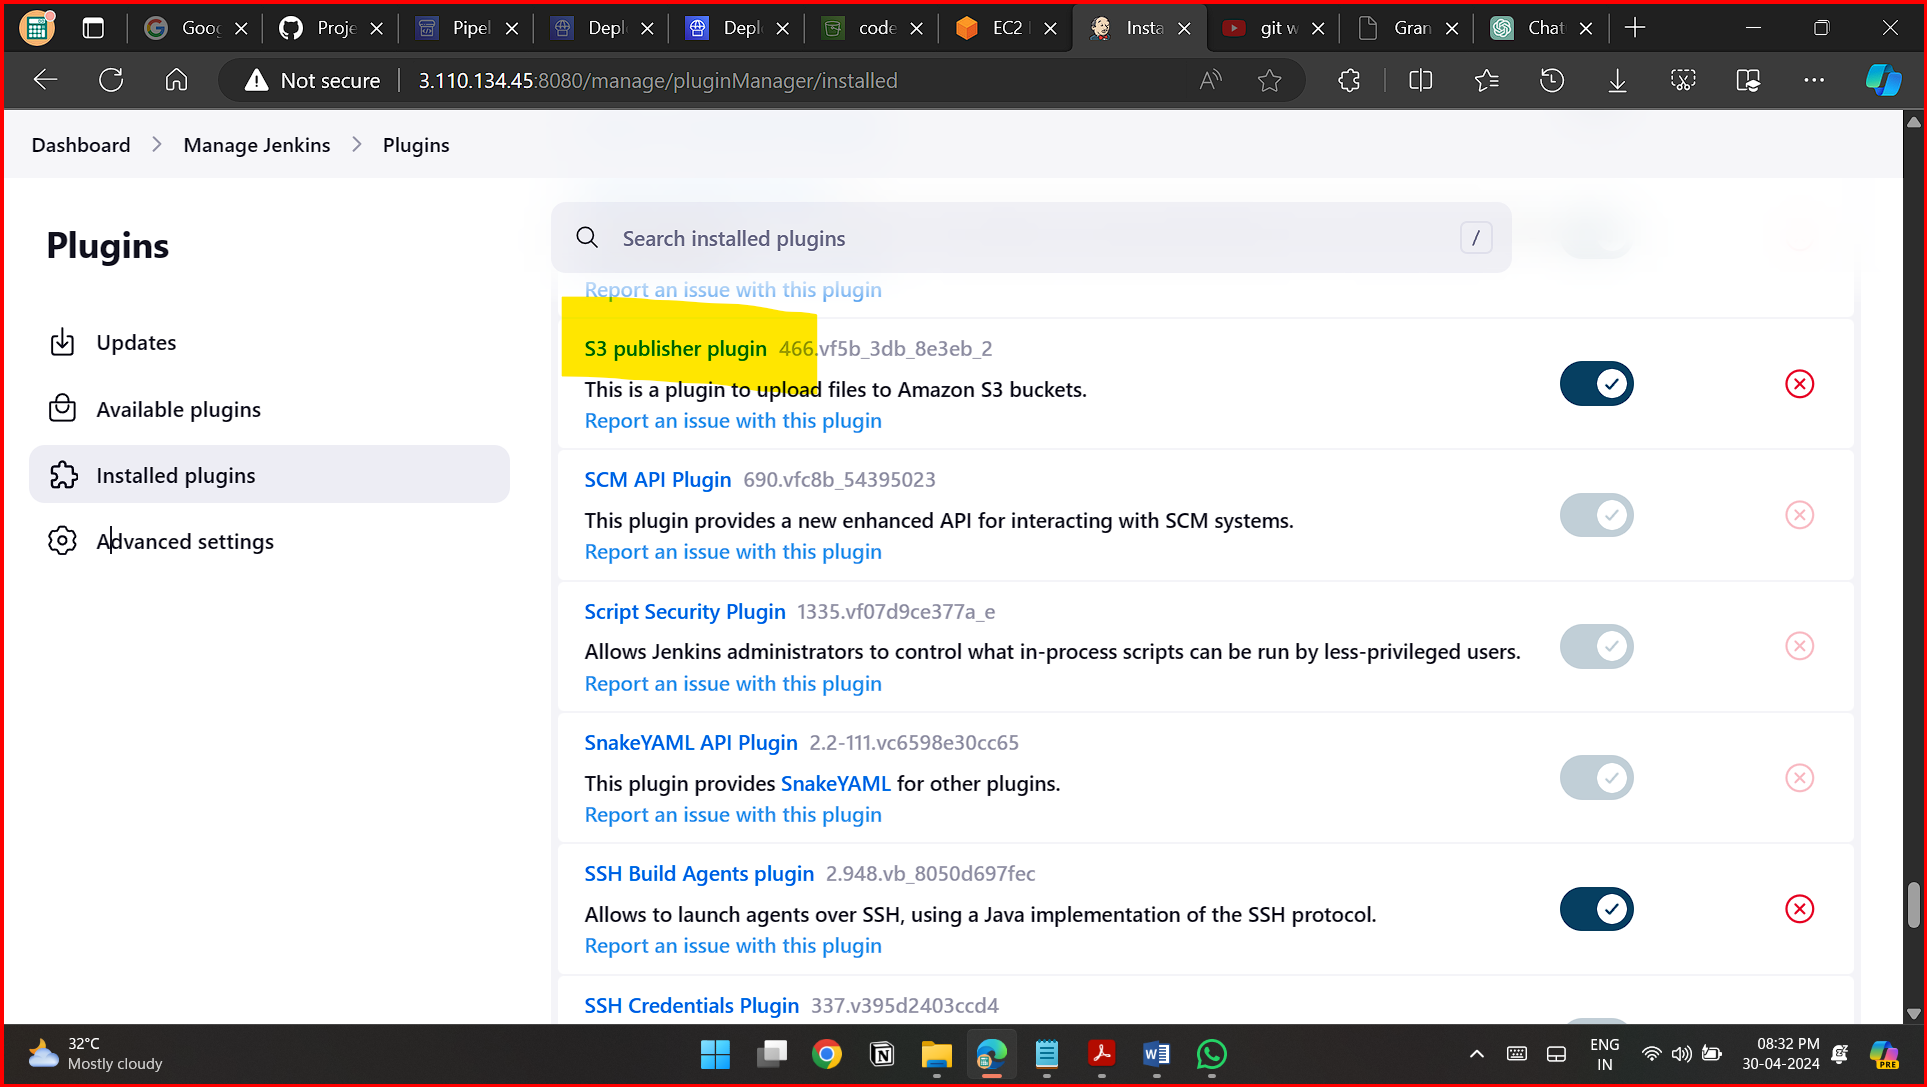 Goog
Proje
Pipel
Deplo
Deplo
code
EC2
Insta
git w
Gran
Chat
Not secure
3.110.134.45:8080/manage/pluginManager/installed
Dashboard > Manage Jenkins > Plugins
Plugins
Search installed plugins
/
Updates
Available plugins
Installed plugins
Advanced settings
Report an issue with this plugin
S3 publisher plugin 466.vf5b_3db_8e3eb_2
This is a plugin to upload files to Amazon S3 buckets.
Report an issue with this plugin
SCM API Plugin 690.vfc8b_54395023
This plugin provides a new enhanced API for interacting with SCM systems.
Report an issue with this plugin
Script Security Plugin 1335.vf07d9ce377a_e
Allows Jenkins administrators to control what in-process scripts can be run by less-privileged users.
Report an issue with this plugin
SnakeYAML API Plugin 2.2-111.vc6598e30cc65
This plugin provides SnakeYAML for other plugins.
Report an issue with this plugin
SSH Build Agents plugin 2.948.vb_8050d697fec
Allows to launch agents over SSH, using a Java implementation of the SSH protocol.
Report an issue with this plugin
SSH Credentials Plugin 337.v395d2403ccd4
32°C
Mostly cloudy
ENG
IN
08:32 PM
30-04-2024
PRE